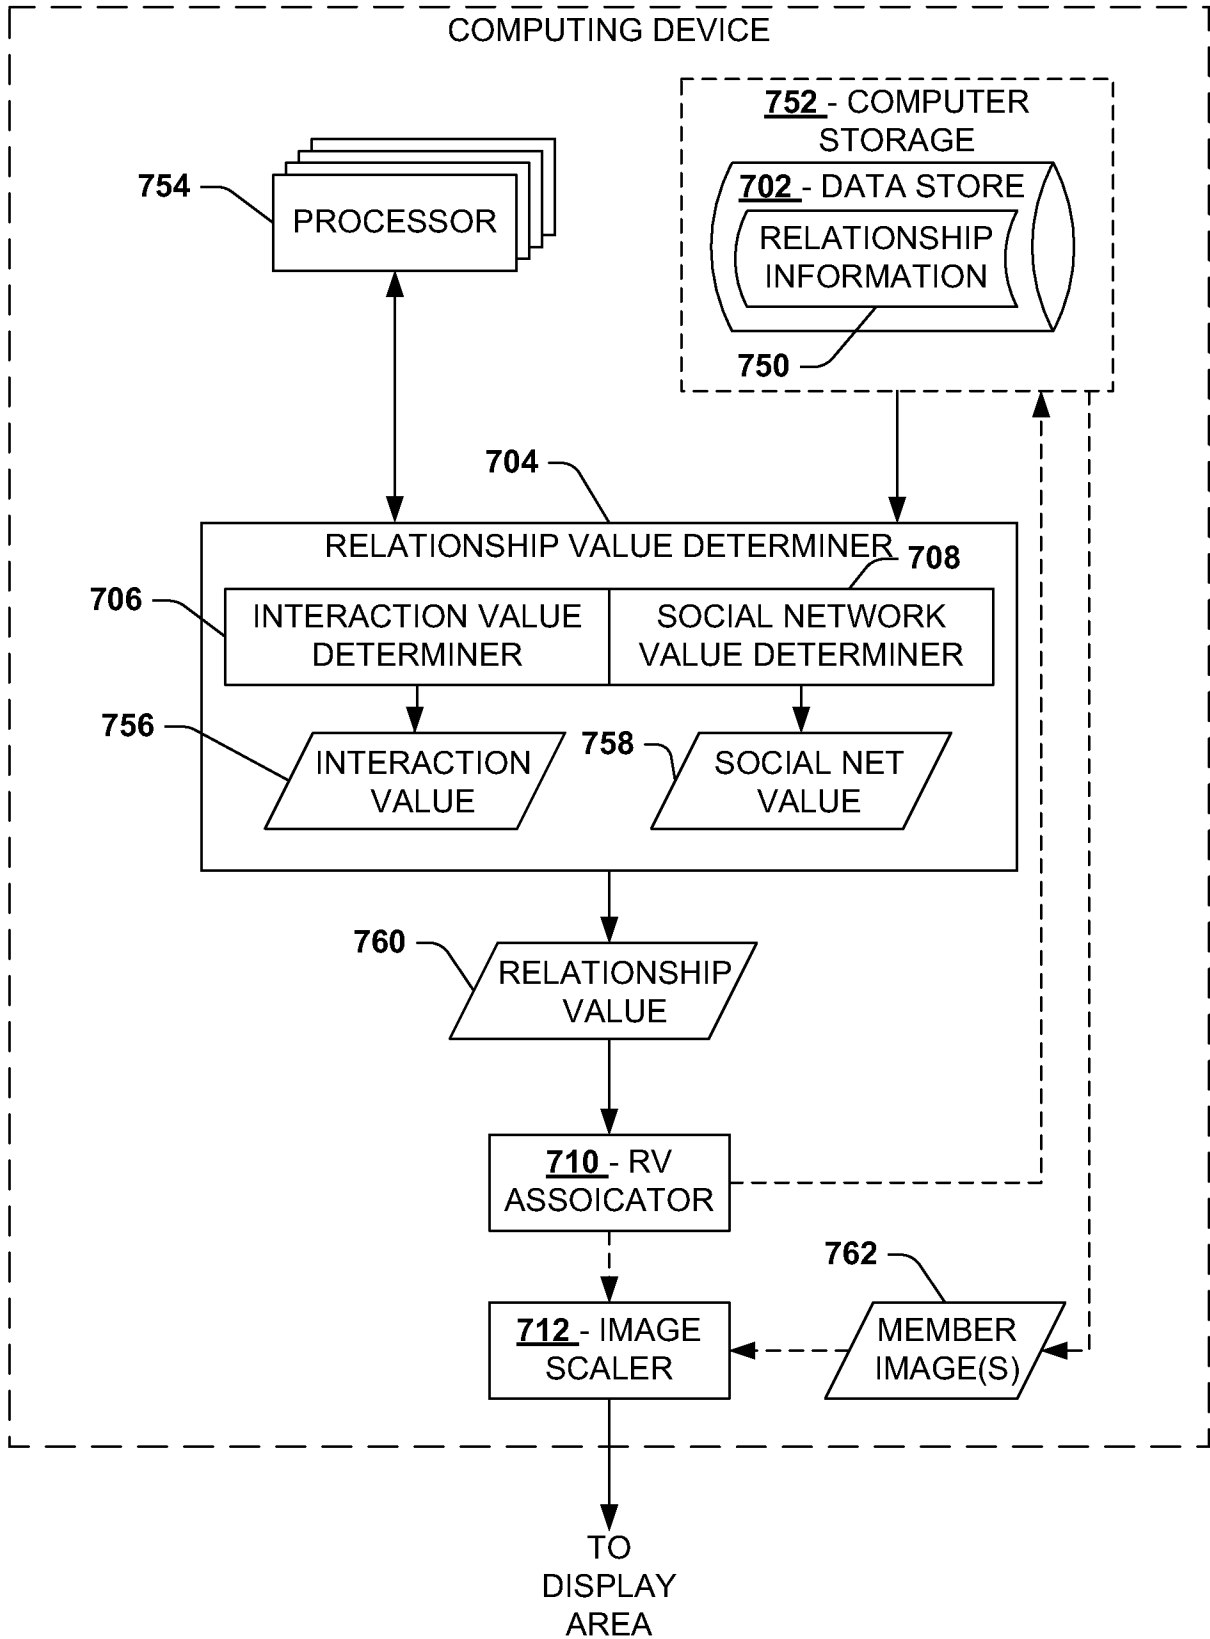 COMPUTING DEVICE
752 - COMPUTER
STORAGE
754
PROCESSOR
702 - DATA STORE
RELATIONSHIP
INFORMATION
750
704
RELATIONSHIP VALUE DETERMINER
708
706
INTERACTION VALUE
DETERMINER
SOCIAL NETWORK
VALUE DETERMINER
756
INTERACTION
VALUE
758
SOCIAL NET
VALUE
760
RELATIONSHIP
VALUE
710 - RV
ASSOICATOR
762
712 - IMAGE
SCALER
MEMBER
IMAGE(S)
TO
DISPLAY
AREA